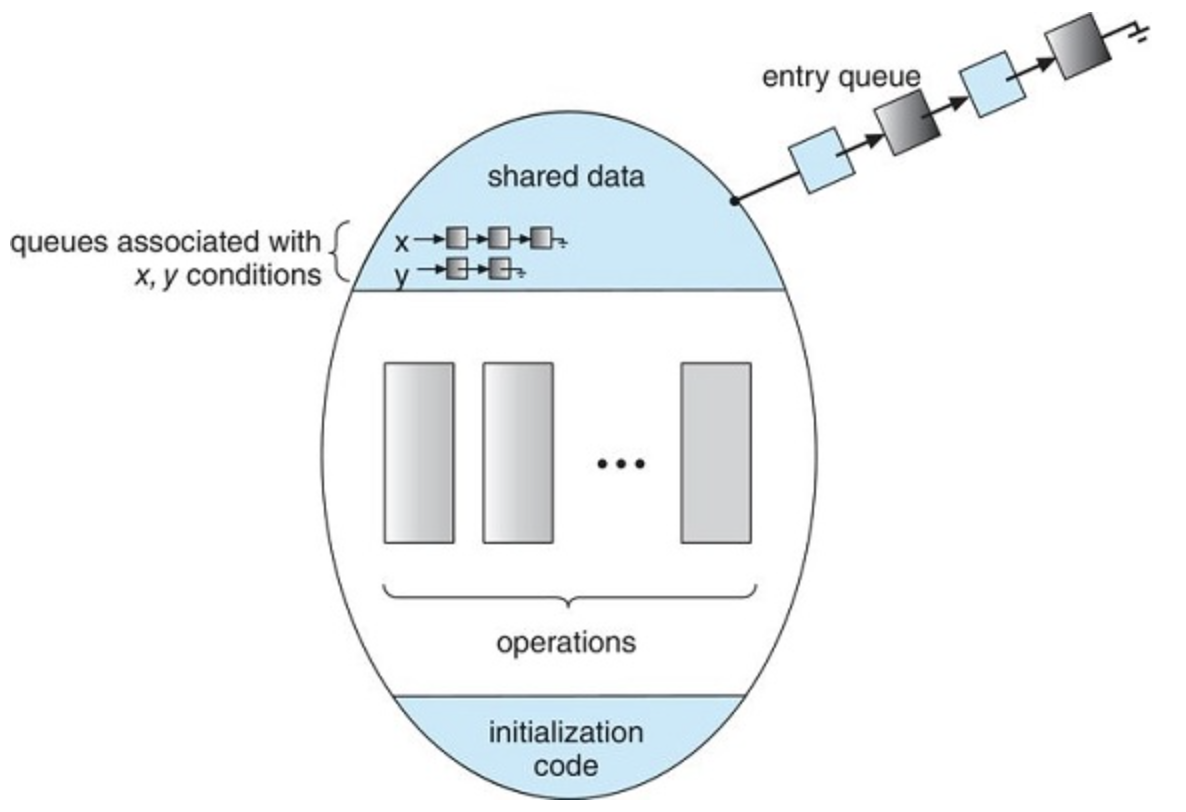 entry queue
shared data
queues associated with
x, y conditions
x
y
operations
initialization
code